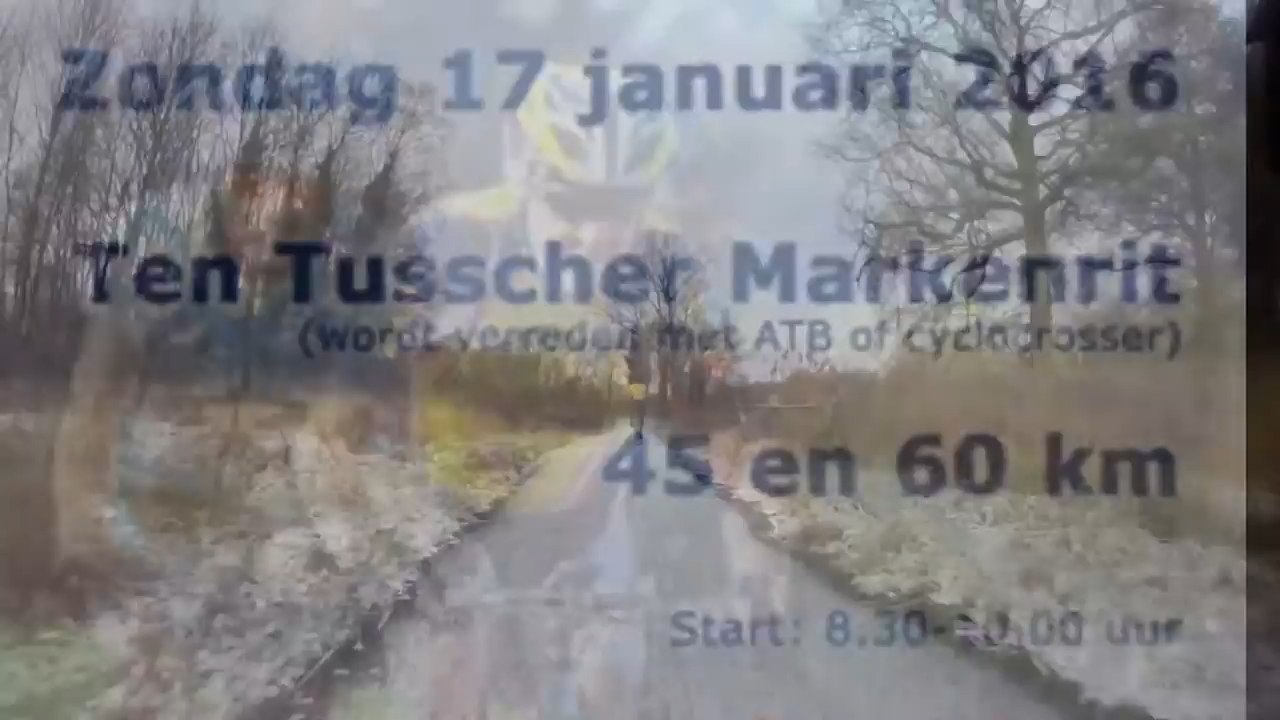 Zondag 17 januari 2016
Ten Tusscher Markenrit
(wordt verreden met ATB of cyclocrosser)
45 en 60 km
Start: 8.30-10.00 uur